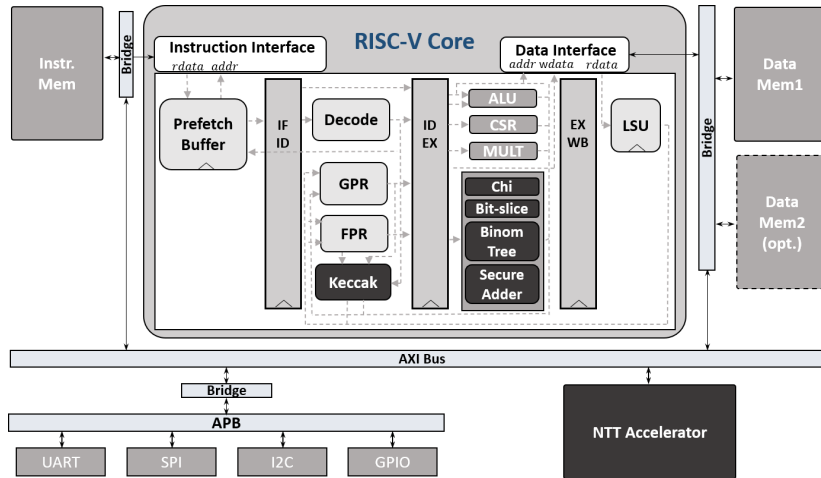 RISC-V Core
Instr.
Mem
Bridge
Instruction Interface
rdata addr
Data Interface
addr wdata rdata
Data
Mem1
Prefetch
Buffer
IF
ID
Decode
ID
EX
ALU
CSR
MULT
EX
WB
LSU
Bridge
GPR
FPR
Keccak
Chi
Bit-slice
Binom
Tree
Secure
Adder
Data
Mem2
(opt.)
AXI Bus
Bridge
APB
UART
SPI
I2C
GPIO
NTT Accelerator